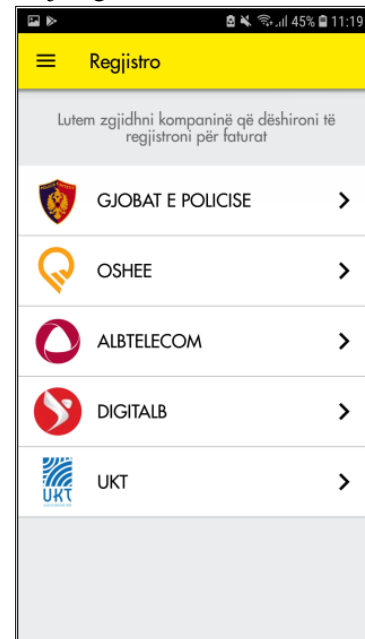 45% 11:19
Regjistro
Lutem zgjidhni kompaninë që dëshironi të
regjistroni për faturat
GJOBAT E POLICISE
OSHEE
ALBTELECOM
DIGITALB
UKT
UKT